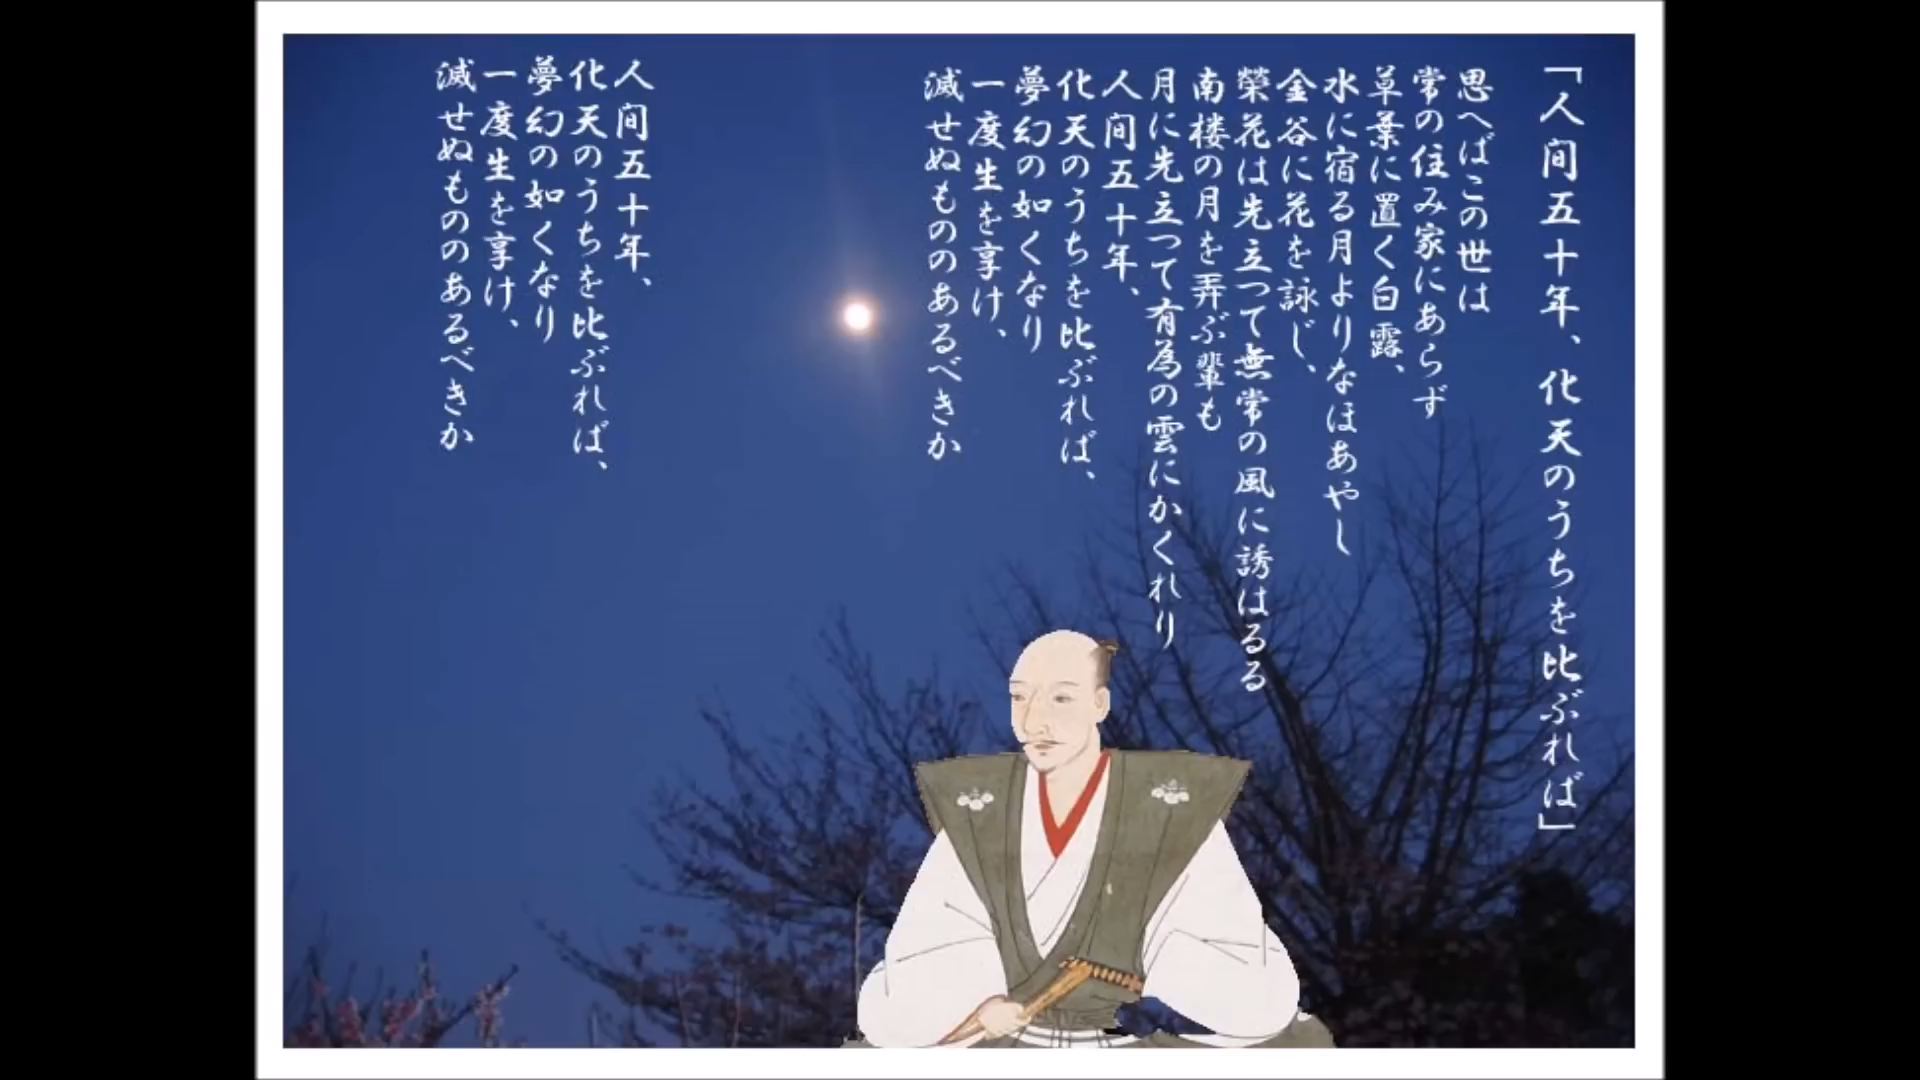 「人间五十年、化天のうちを比ぶれば」
思へばこの世は
常の住み家にあらず
草葉に置く白露、
水に宿る月よりなほあやし
金谷に花を詠じ、
榮花は先立つて無常の風に誘はるる
南楼の月を弄ぶ輩も
月に先立つて有為の雲にかくれり
人间五十年、
化天のうちを比ぶれば、
夢幻の如くなり
一度生を享け、
滅せぬもののあるべきか
人间五十年、
化天のうちを比ぶれば、
夢幻の如くなり
一度生を享け、
滅せぬもののあるべきか